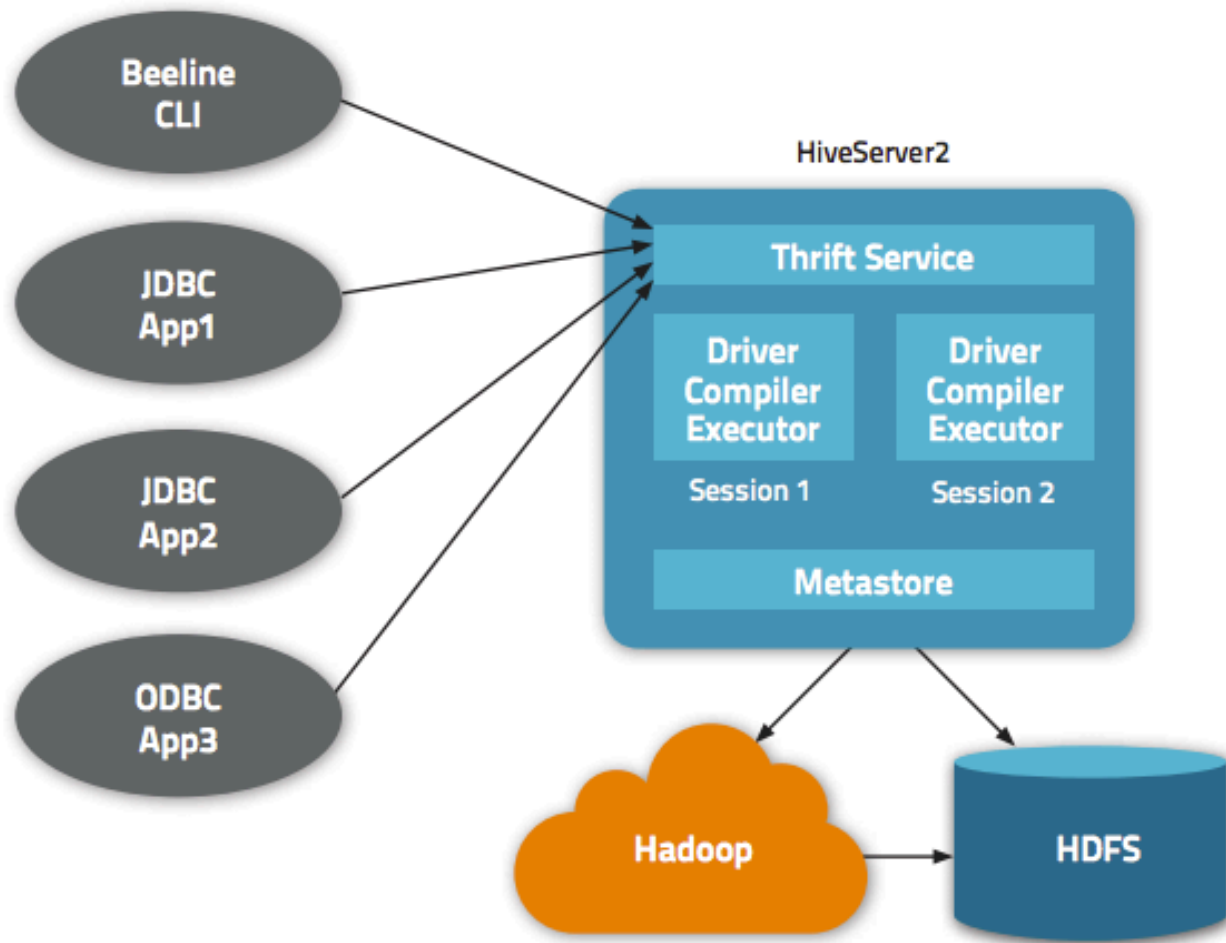 Beeline
CLI
JDBC
App1
JDBC
App2
ODBC
App3
HiveServer2
Thrift Service
Driver
Compiler
Executor
Session 1
Driver
Compiler
Executor
Session 2
Metastore
Hadoop
HDFS